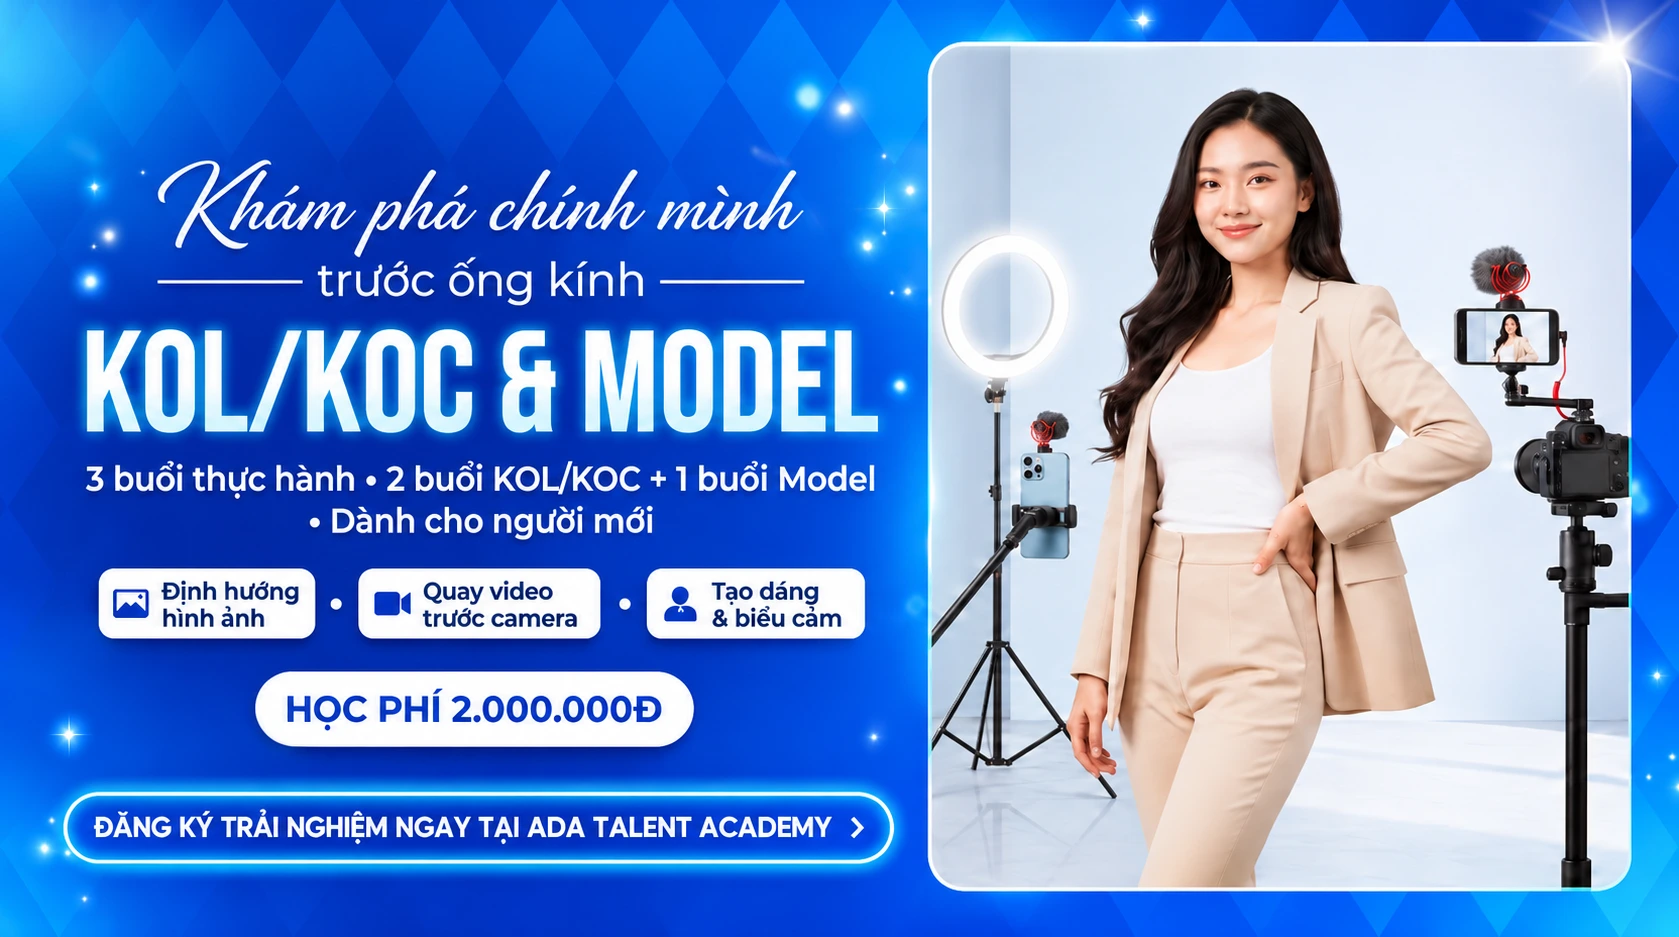 Khám phá chính mình
trước ống kính
KOL/KOC & MODEL
3 buổi thực hành • 2 buổi KOL/KOC + 1 buổi Model
• Dành cho người mới
Định hướng
hình ảnh
•
Quay video
trước camera
•
Tạo dáng
& biểu cảm
HỌC PHÍ 2.000.000Đ
ĐĂNG KÝ TRẢI NGHIỆM NGAY TẠI ADA TALENT ACADEMY >